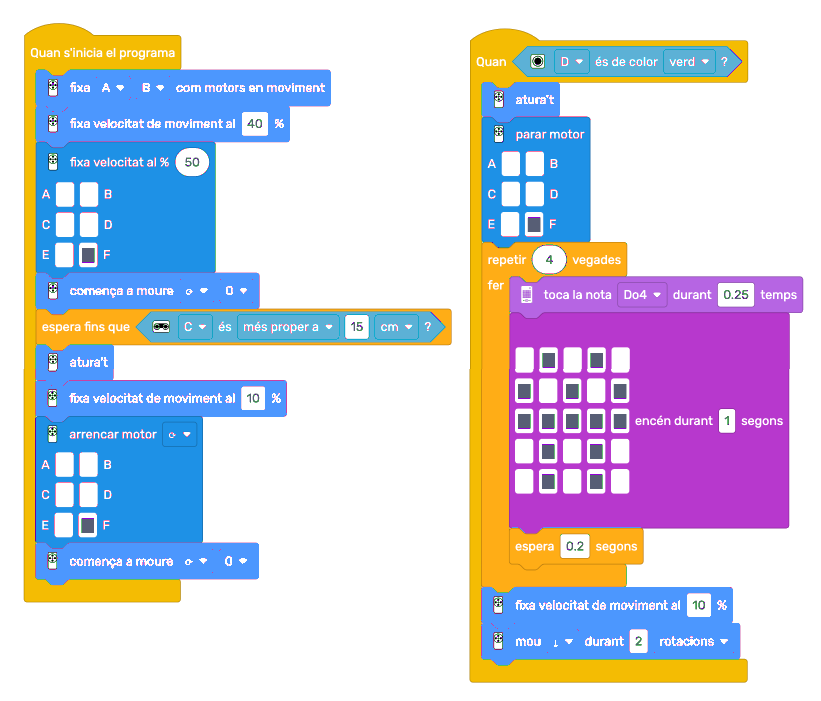 Quan s'inicia el programa
fixa A B com motors en moviment
fixa velocitat de moviment al 40 %
fixa velocitat al % 50
A B
C D
E F
comença a moure 0
espera fins que C és més proper a 15 cm ?
atura't
fixa velocitat de moviment al 10 %
arrencar motor
A B
C D
E F
comença a moure 0
Quan D és de color verd ?
atura't
parar motor
A B
C D
E F
repetir 4 vegades
fer
toca la nota Do4 durant 0.25 temps
encén durant 1 segons
espera 0.2 segons
fixa velocitat de moviment al 10 %
mou ↓ durant 2 rotacions